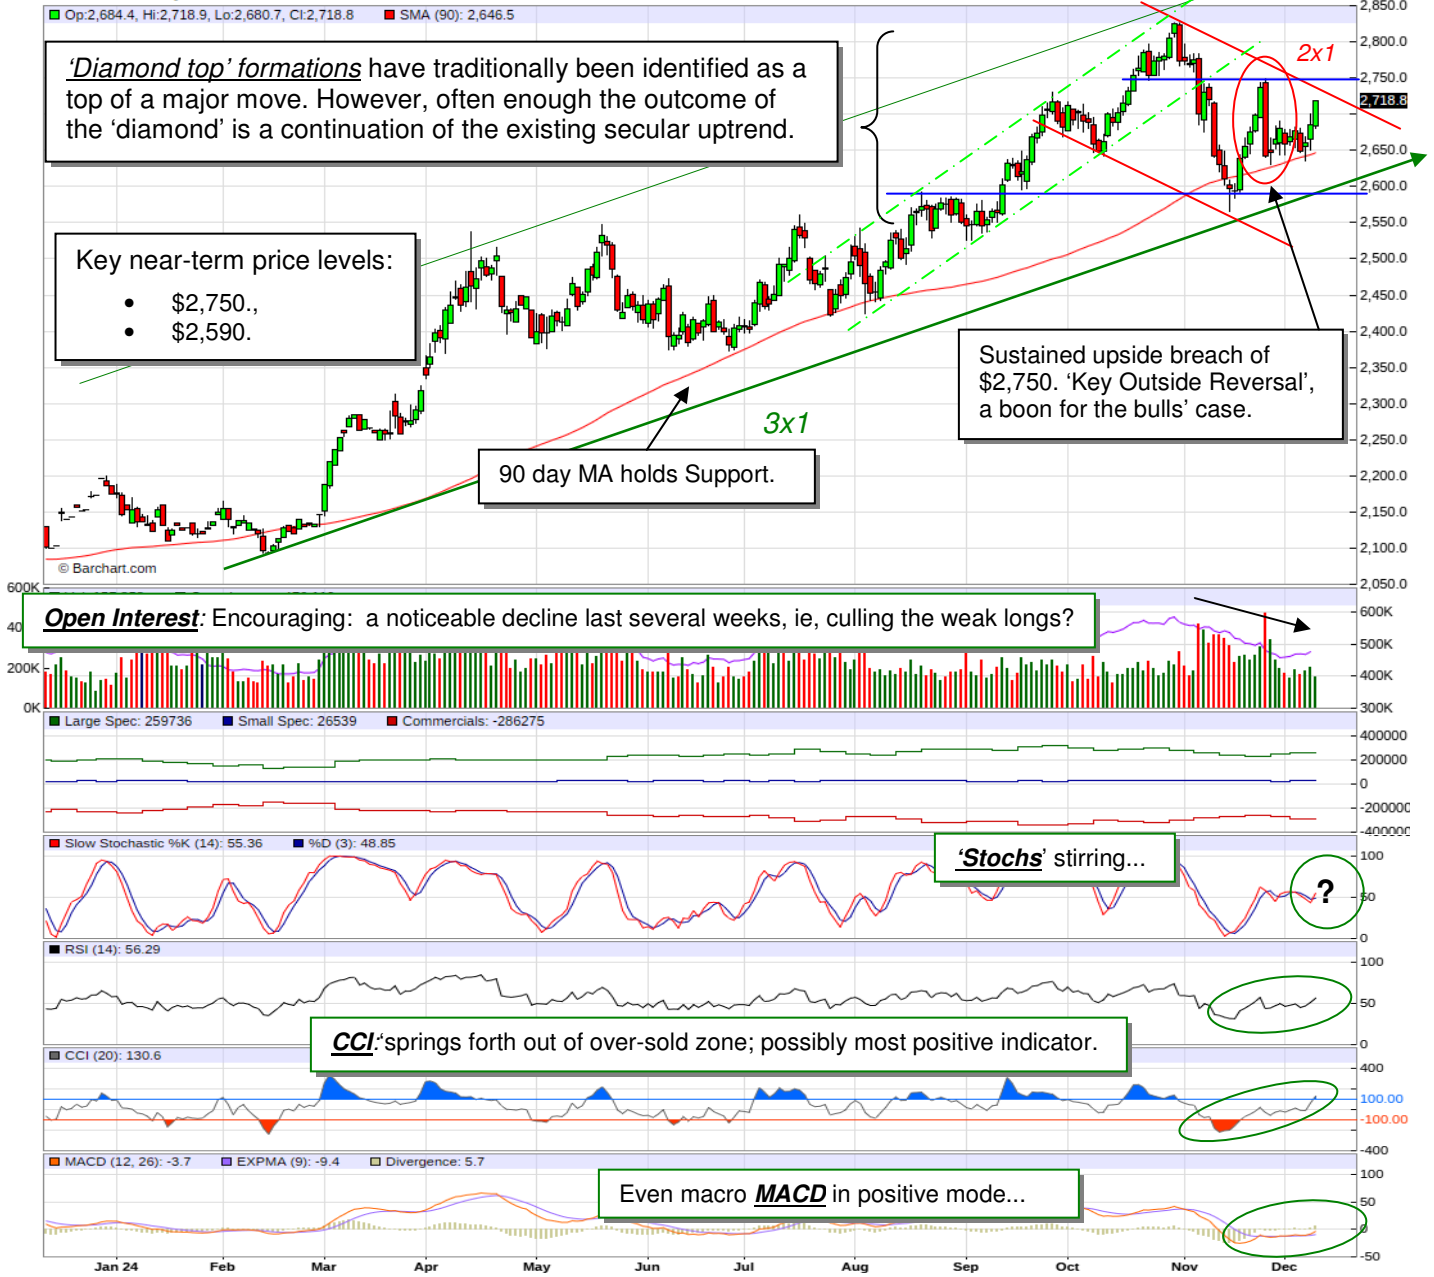 Op:2,684.4, Hi:2,718.9, Lo:2,680.7, Cl:2,718.8 SMA (90): 2,646.5
2,850.0
'Diamond top' formations have traditionally been identified as a
top of a major move. However, often enough the outcome of
the 'diamond' is a continuation of the existing secular uptrend.
2x1
2,800.0
2,750.0
2,718.8
2,650.0
2,600.0
2,550.0
2,500.0
2,450.0
2,400.0
2,350.0
2,300.0
2,250.0
2,200.0
2,150.0
2,100.0
2,050.0
Key near-term price levels:
• $2,750.,
• $2,590.
Sustained upside breach of
$2,750. 'Key Outside Reversal',
a boon for the bulls' case.
3x1
90 day MA holds Support.
© Barchart.com
600K
Open Interest: Encouraging: a noticeable decline last several weeks, ie, culling the weak longs?
40
200K
0K
600K
500K
400K
300K
Large Spec: 259736 Small Spec: 26539 Commercials: -286275
400000
200000
0
-200000
-400000
Slow Stochastic %K (14): 55.36 %D (3): 48.85
'Stochs' stirring...
?
100
50
0
RSI (14): 56.29
100
50
0
CCI:'springs forth out of over-sold zone; possibly most positive indicator.
CCI (20): 130.6
400
100.00
-100.00
-400
MACD (12, 26): -3.7 EXPMA (9): -9.4 Divergence: 5.7
Even macro MACD in positive mode...
100
50
0
-50
Jan 24 Feb Mar Apr May Jun Jul Aug Sep Oct Nov Dec